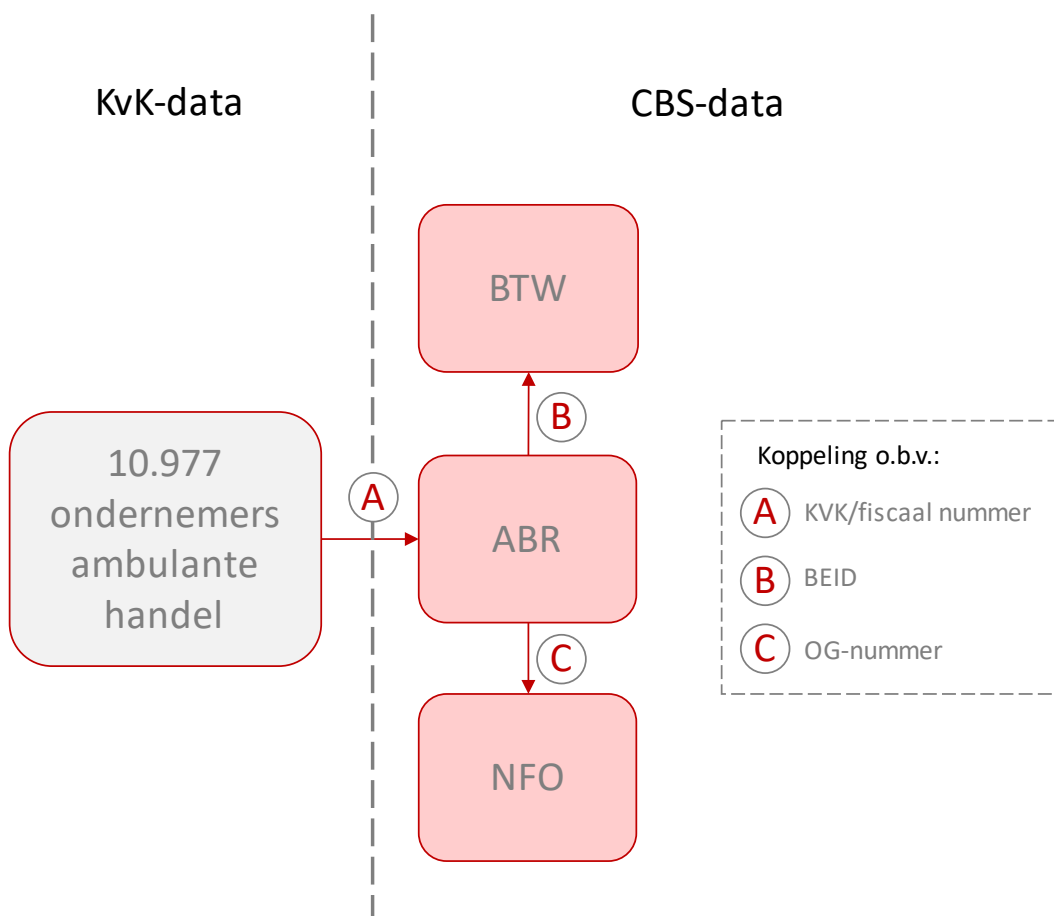 KvK-data
CBS-data
BTW
B
10.977
ondernemers
ambulante
handel
A
ABR
C
NFO
Koppeling o.b.v.:
A KVK/fiscaal nummer
B BEID
C OG-nummer